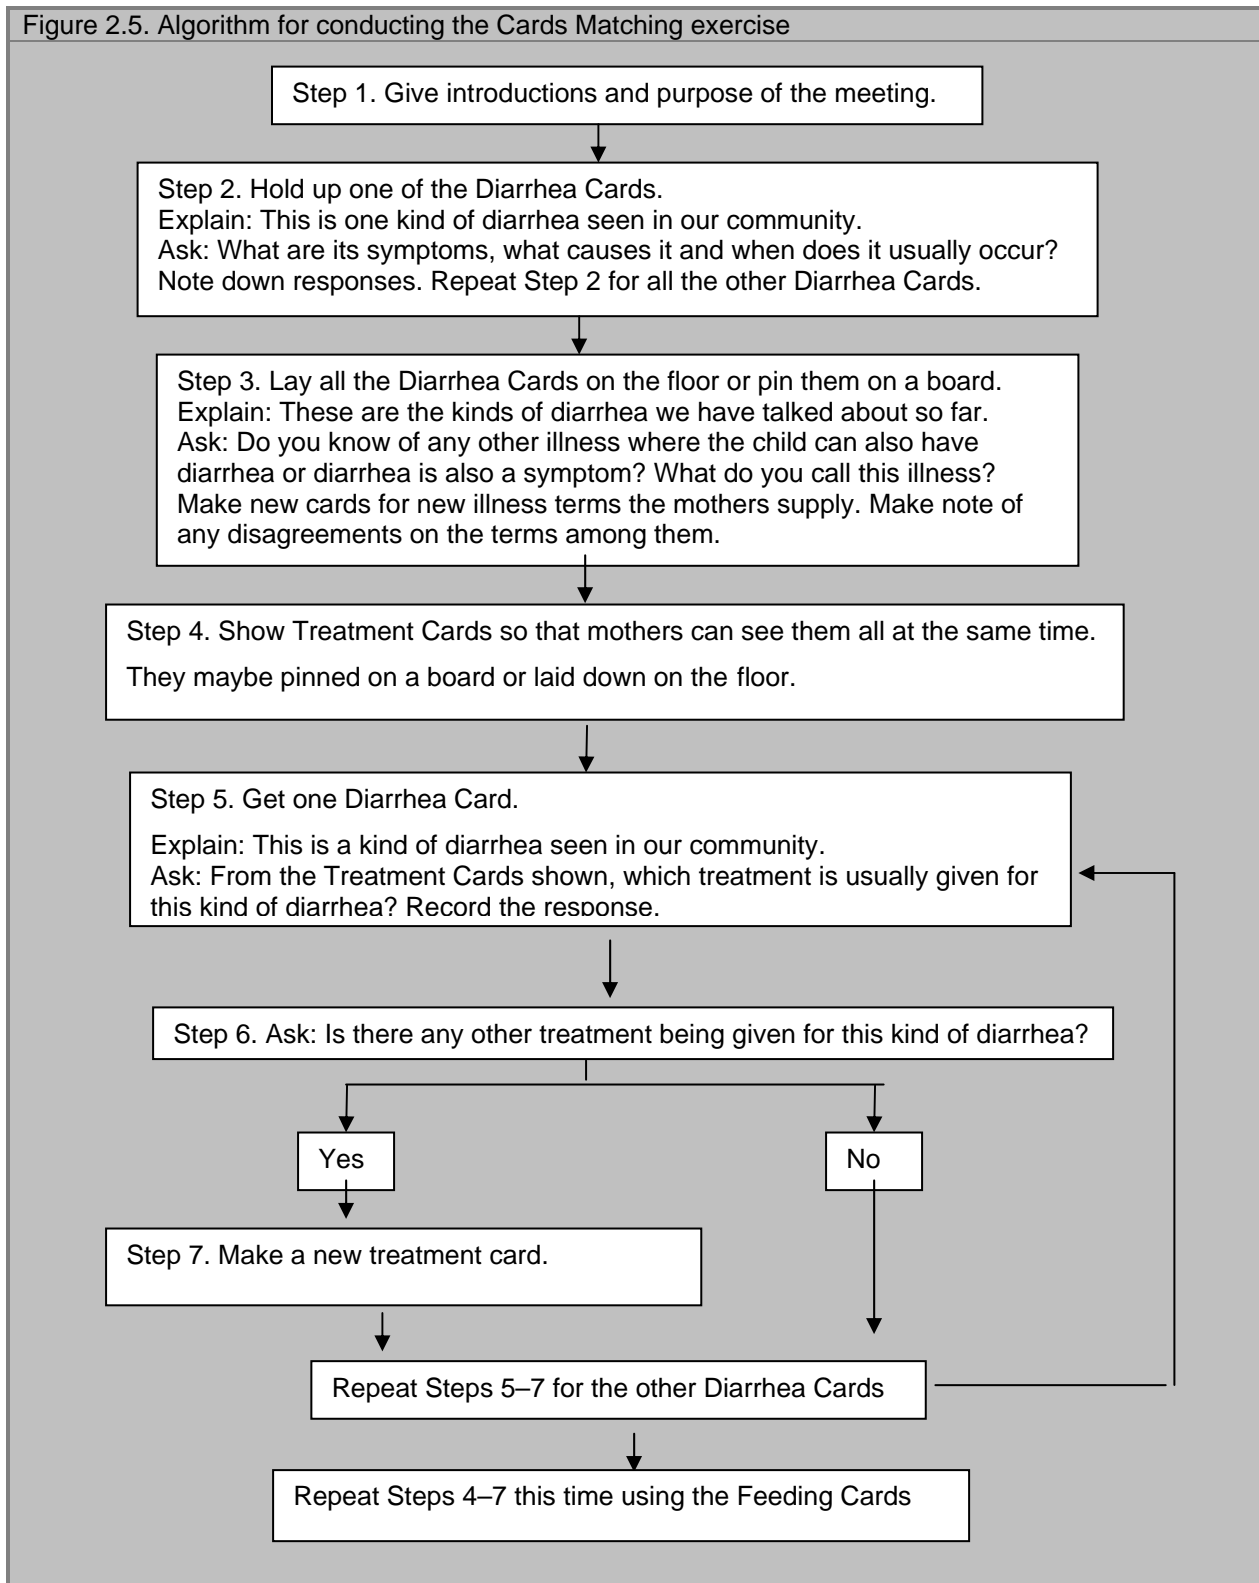 Figure 2.5. Algorithm for conducting the Cards Matching exercise
Step 1. Give introductions and purpose of the meeting.
Step 2. Hold up one of the Diarrhea Cards.
Explain: This is one kind of diarrhea seen in our community.
Ask: What are its symptoms, what causes it and when does it usually occur?
Note down responses. Repeat Step 2 for all the other Diarrhea Cards.
Step 3. Lay all the Diarrhea Cards on the floor or pin them on a board.
Explain: These are the kinds of diarrhea we have talked about so far.
Ask: Do you know of any other illness where the child can also have
diarrhea or diarrhea is also a symptom? What do you call this illness?
Make new cards for new illness terms the mothers supply. Make note of
any disagreements on the terms among them.
Step 4. Show Treatment Cards so that mothers can see them all at the same time.
They maybe pinned on a board or laid down on the floor.
Step 5. Get one Diarrhea Card.
Explain: This is a kind of diarrhea seen in our community.
Ask: From the Treatment Cards shown, which treatment is usually given for
this kind of diarrhea? Record the response.
Step 6. Ask: Is there any other treatment being given for this kind of diarrhea?
Yes
No
Step 7. Make a new treatment card.
Repeat Steps 5–7 for the other Diarrhea Cards
Repeat Steps 4–7 this time using the Feeding Cards